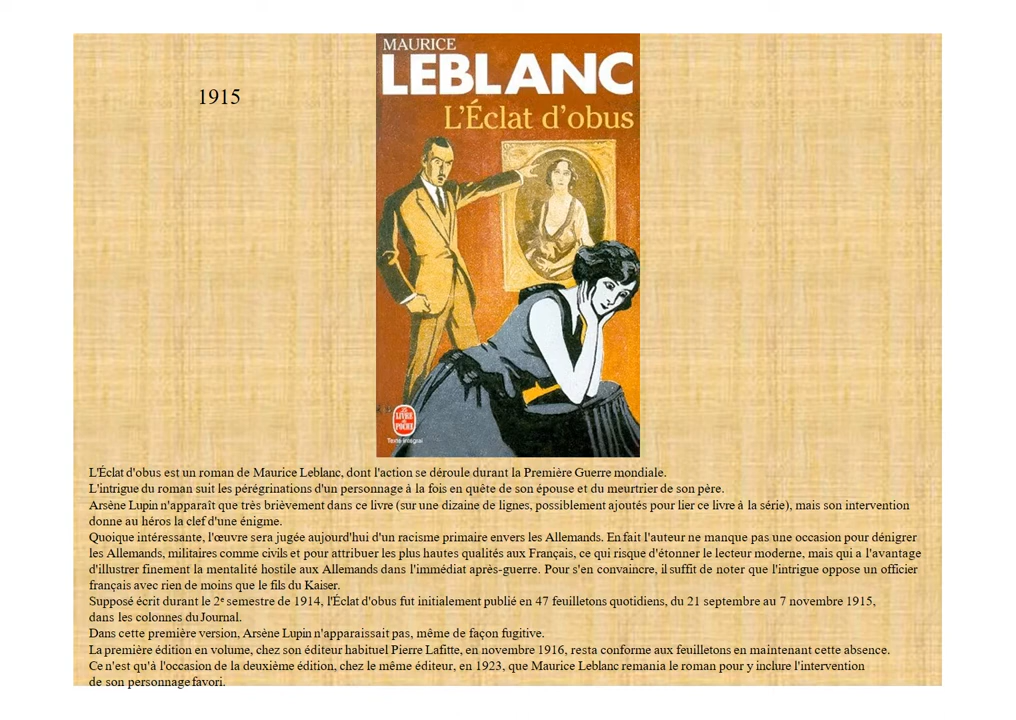 1915
MAURICE
LEBLANC
L'Éclat d'obus
LE
LIVRE
DE
POCHE
Texte intégral
L'Éclat d'obus est un roman de Maurice Leblanc, dont l'action se déroule durant la Première Guerre mondiale.
L'intrigue du roman suit les pérégrinations d'un personnage à la fois en quête de son épouse et du meurtrier de son père.
Arsène Lupin n'apparaît que très brièvement dans ce livre (sur une dizaine de lignes, possiblement ajoutés pour lier ce livre à la série), mais son intervention
donne au héros la clef d'une énigme.
Quoique intéressante, l'œuvre sera jugée aujourd'hui d'un racisme primaire envers les Allemands. En fait l'auteur ne manque pas une occasion pour dénigrer
les Allemands, militaires comme civils et pour attribuer les plus hautes qualités aux Français, ce qui risque d'étonner le lecteur moderne, mais qui a l'avantage
d'illustrer finement la mentalité hostile aux Allemands dans l'immédiat après-guerre. Pour s'en convaincre, il suffit de noter que l'intrigue oppose un officier
français avec rien de moins que le fils du Kaiser.
Supposé écrit durant le 2e semestre de 1914, l'Éclat d'obus fut initialement publié en 47 feuilletons quotidiens, du 21 septembre au 7 novembre 1915,
dans les colonnes du Journal.
Dans cette première version, Arsène Lupin n'apparaissait pas, même de façon fugitive.
La première édition en volume, chez son éditeur habituel Pierre Lafitte, en novembre 1916, resta conforme aux feuilletons en maintenant cette absence.
Ce n'est qu'à l'occasion de la deuxième édition, chez le même éditeur, en 1923, que Maurice Leblanc remania le roman pour y inclure l'intervention
de son personnage favori.